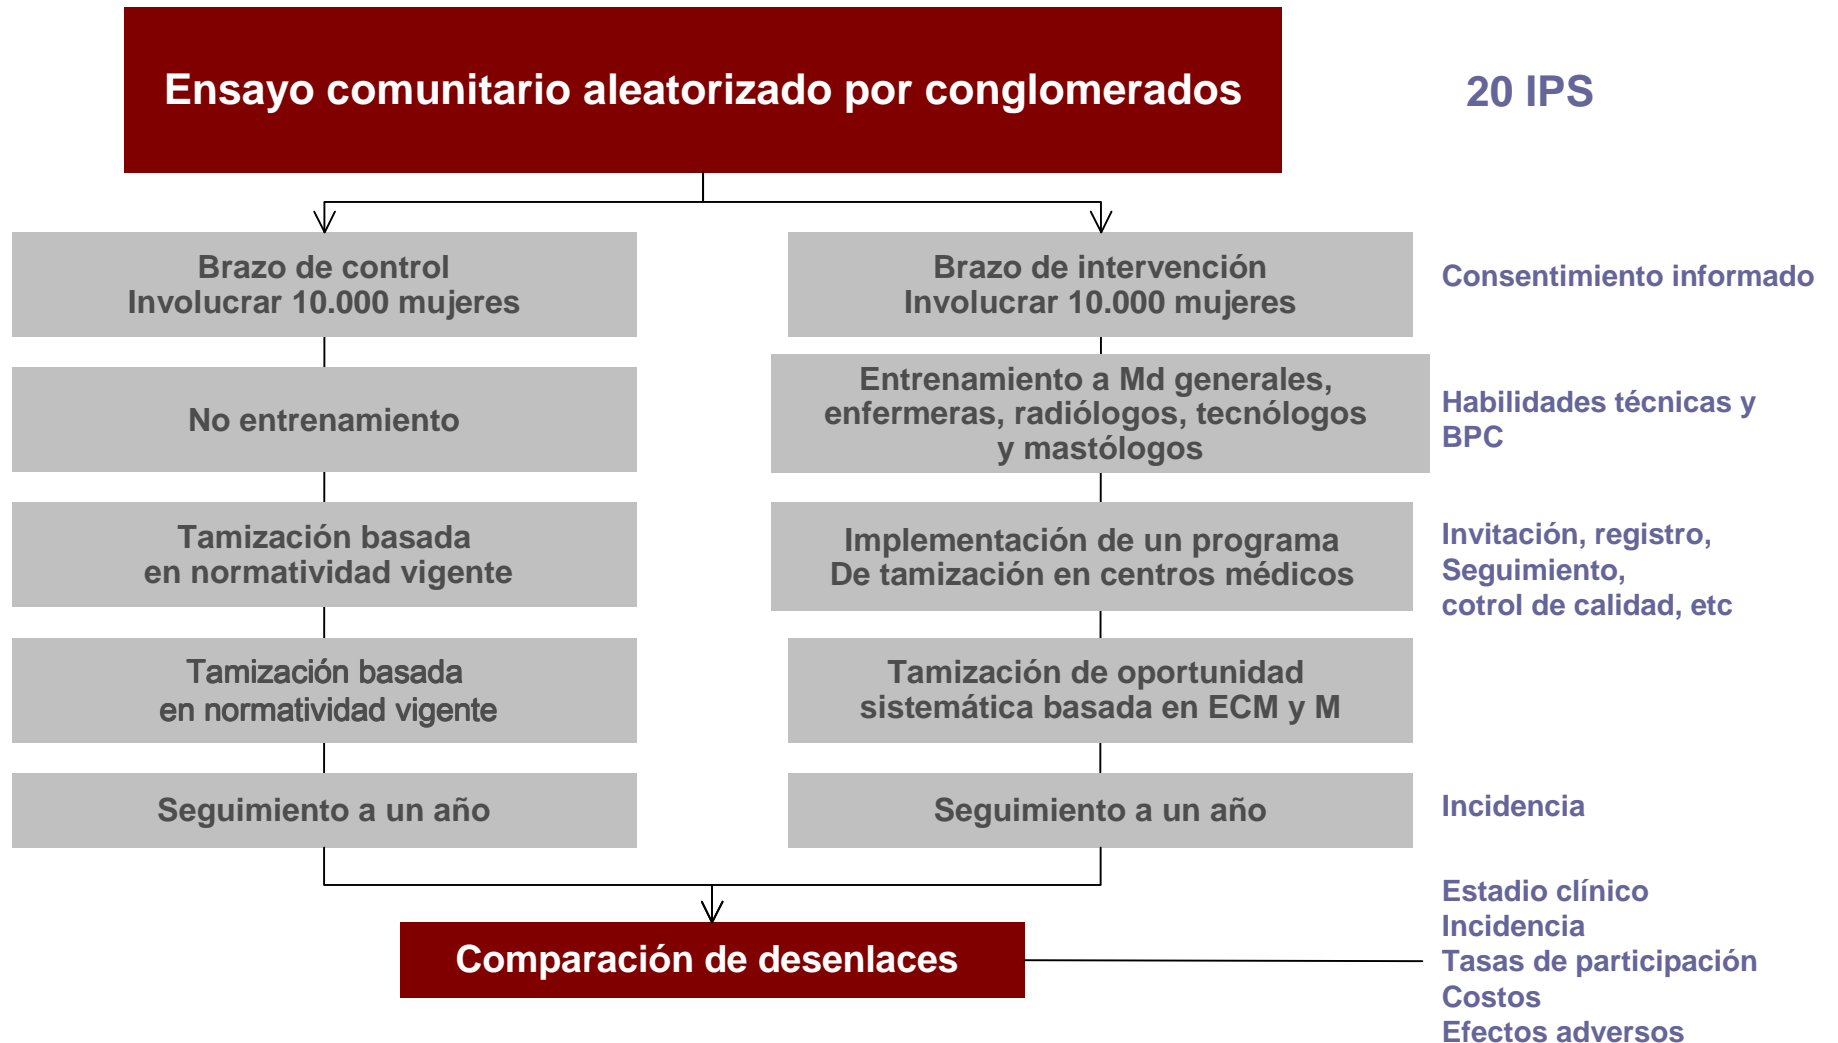 Ensayo comunitario aleatorizado por conglomerados
20 IPS
Brazo de control
Involucrar 10.000 mujeres
Brazo de intervención
Involucrar 10.000 mujeres
Consentimiento informado
No entrenamiento
Entrenamiento a Md generales,
enfermeras, radiólogos, tecnólogos
y mastólogos
Habilidades técnicas y
BPC
Tamización basada
en normatividad vigente
Implementación de un programa
De tamización en centros médicos
Invitación, registro,
Seguimiento,
cotrol de calidad, etc
Tamización basada
en normatividad vigente
Tamización de oportunidad
sistemática basada en ECM y M
Seguimiento a un año
Seguimiento a un año
Incidencia
Comparación de desenlaces
Estadio clínico
Incidencia
Tasas de participación
Costos
Efectos adversos